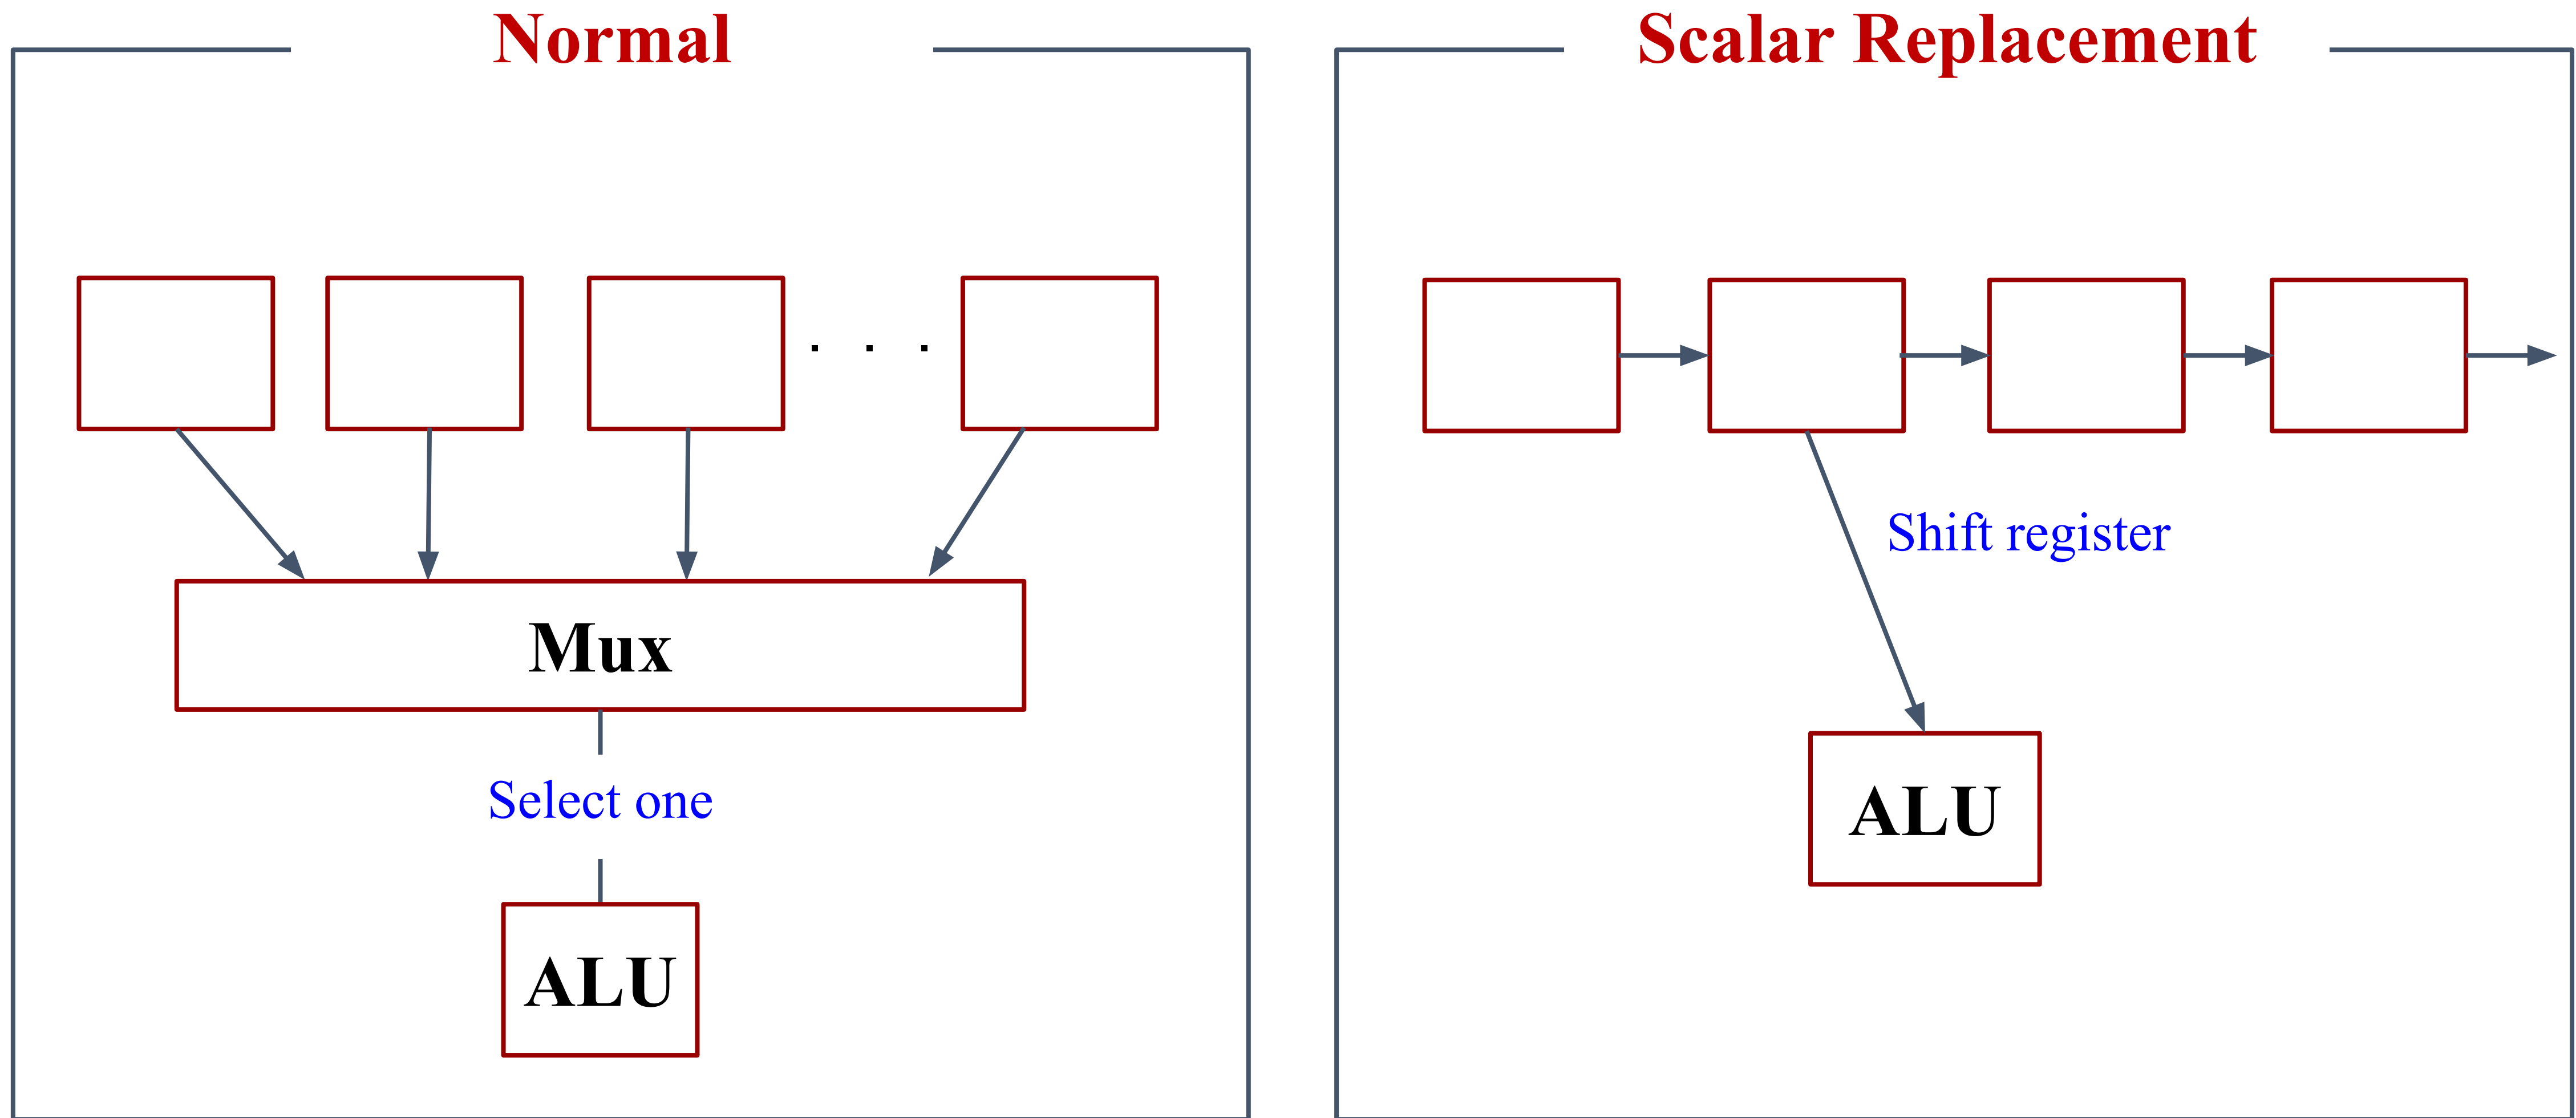 Normal
. . .
Mux
Select one
ALU
Scalar Replacement
Shift register
ALU